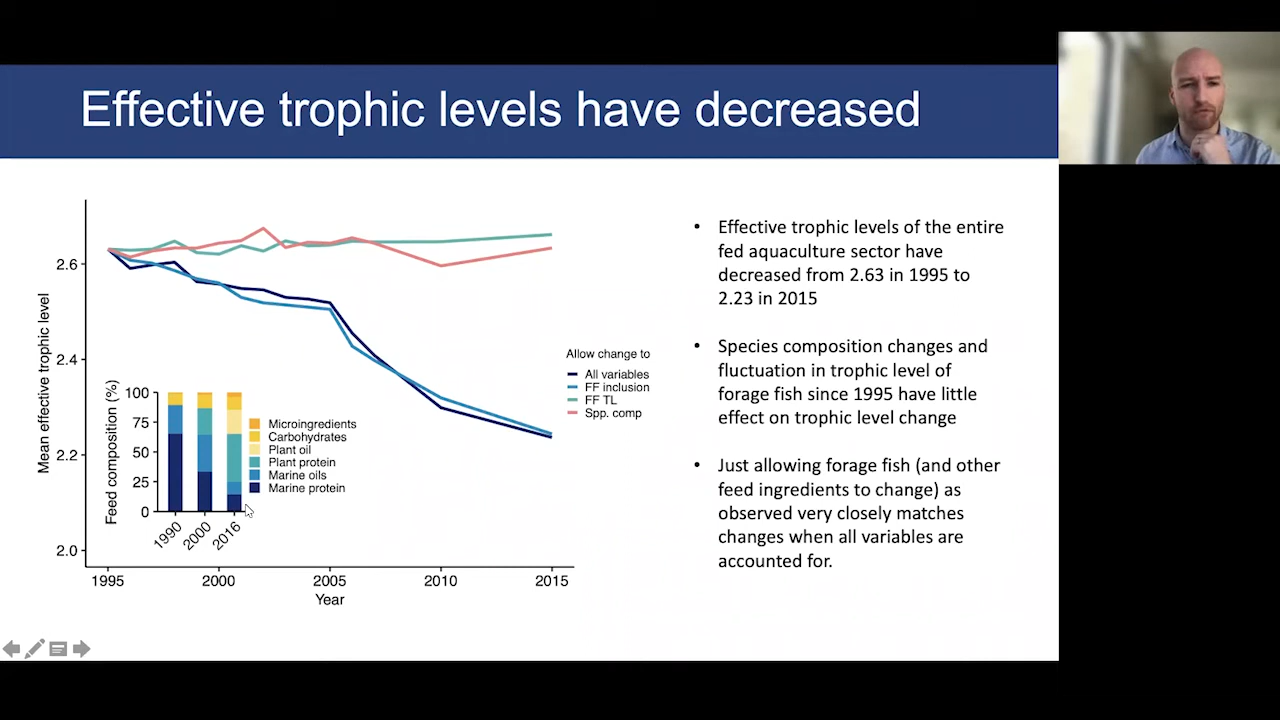 Effective trophic levels have decreased
Mean effective trophic level
2.6
2.4
2.2
2.0
1995
2000
2005
2010
2015
Year
Allow change to
All variables
FF inclusion
FF TL
Spp. comp
Feed composition (%)
100
75
50
25
0
1990
2000
2016
Microingredients
Carbohydrates
Plant oil
Plant protein
Marine oils
Marine protein
• Effective trophic levels of the entire
fed aquaculture sector have
decreased from 2.63 in 1995 to
2.23 in 2015
• Species composition changes and
fluctuation in trophic level of
forage fish since 1995 have little
effect on trophic level change
• Just allowing forage fish (and other
feed ingredients to change) as
observed very closely matches
changes when all variables are
accounted for.